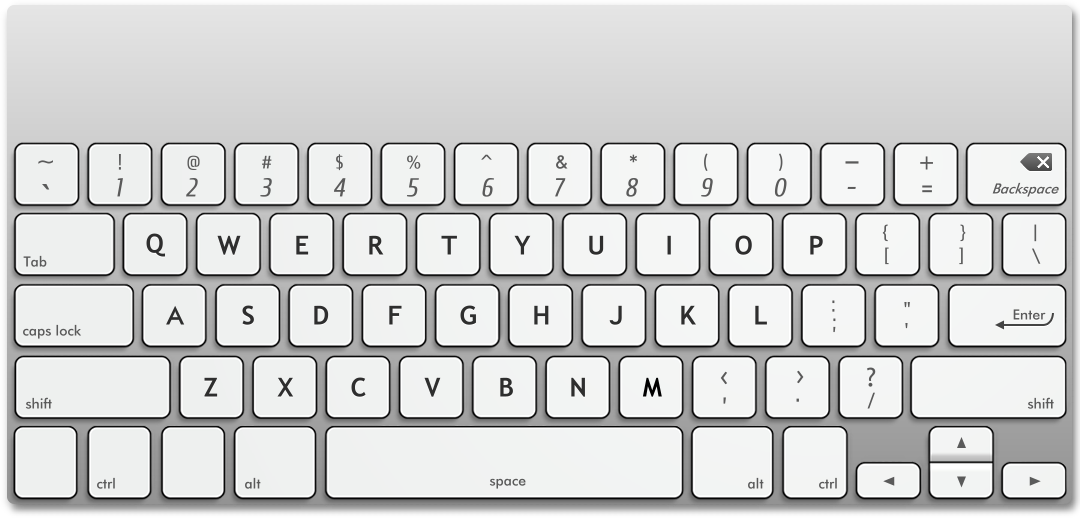 ~ ! @ # $ % ^ & * ( ) — +
` 1 2 3 4 5 6 7 8 9 0 - = Backspace
Tab Q W E R T Y U I O P { [ } ] | \
caps lock A S D F G H J K L : ; " ' Enter
shift Z X C V B N M < , > . ? / shift
ctrl alt space alt ctrl